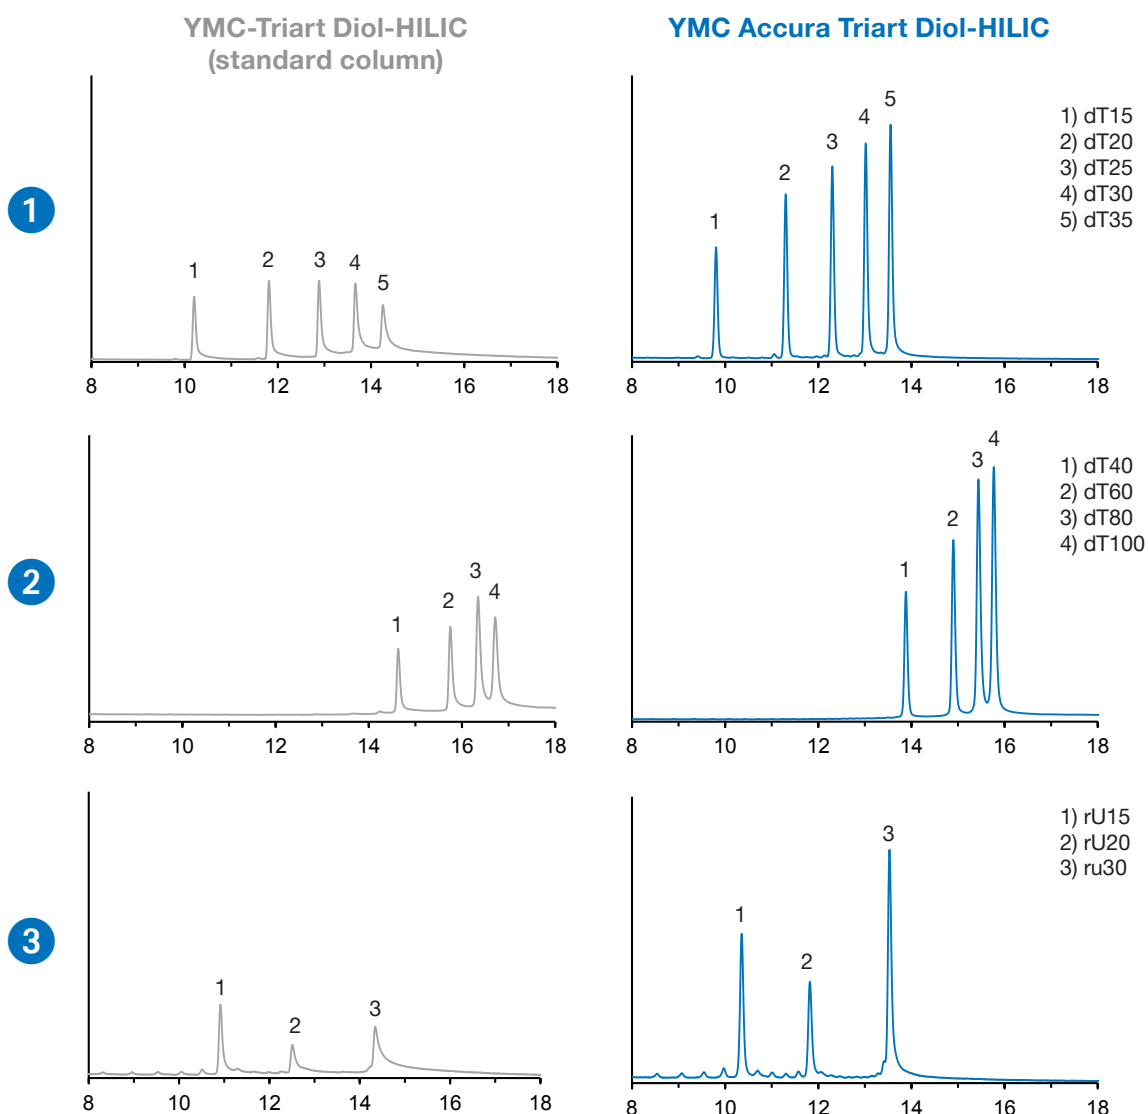 YMC-Triart Diol-HILIC
(standard column)
YMC Accura Triart Diol-HILIC
1
1
2
3
4
5
8 10 12 14 16 18
1
2
3
4
5
8 10 12 14 16 18
1) dT15
2) dT20
3) dT25
4) dT30
5) dT35
2
1
2
3
4
8 10 12 14 16 18
1
2
3
4
8 10 12 14 16 18
1) dT40
2) dT60
3) dT80
4) dT100
3
1
2
3
8 10 12 14 16 18
1
2
3
8 10 12 14 16 18
1) rU15
2) rU20
3) ru30